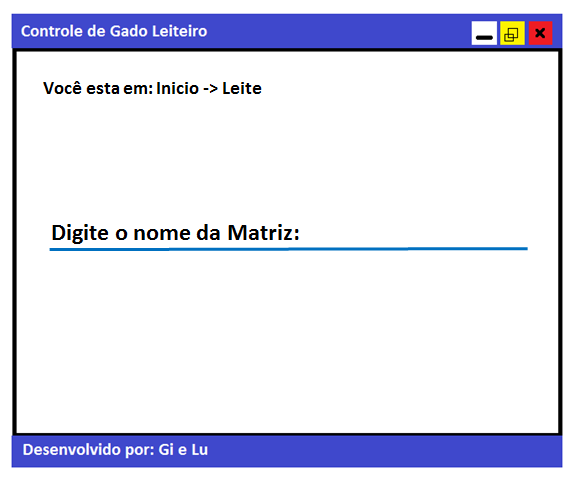 Controle de Gado Leiteiro
Você esta em: Inicio -> Leite
Digite o nome da Matriz:
Desenvolvido por: Gi e Lu